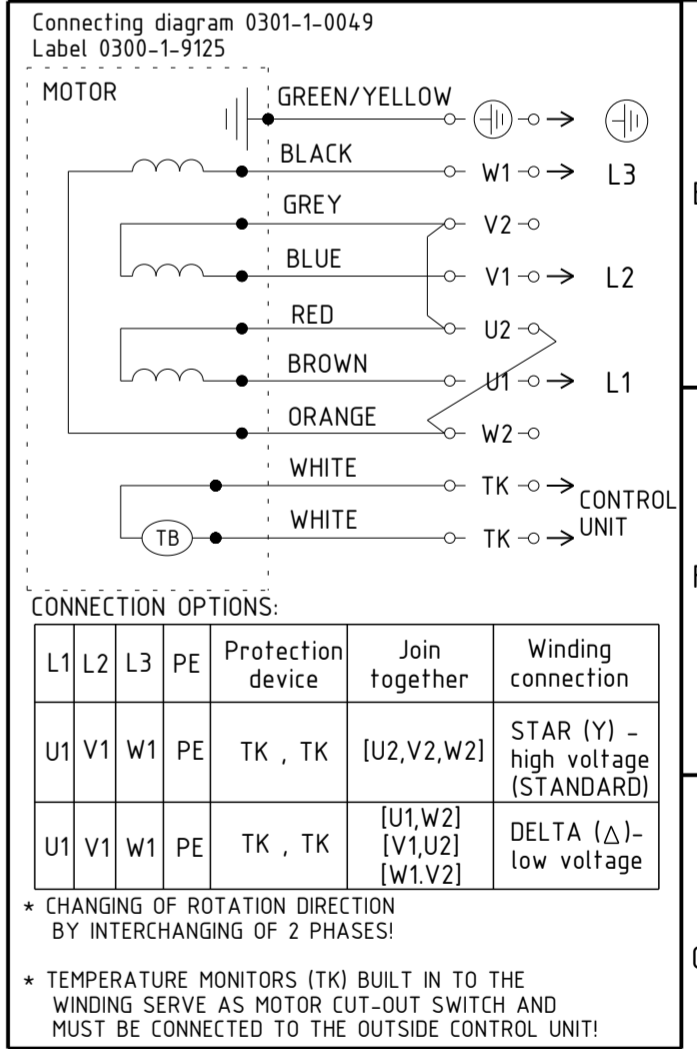 Connecting diagram 0301-1-0049
Label 0300-1-9125
MOTOR
GREEN/YELLOW
BLACK W1 L3
GREY V2
BLUE V1 L2
RED U2
BROWN U1 L1
ORANGE W2
WHITE TK
CONTROL
UNIT
WHITE TK
TB
CONNECTION OPTIONS:
L1 L2 L3 PE Protection device Join together Winding connection
U1 V1 W1 PE TK , TK [U2,V2,W2] STAR (Y) - high voltage (STANDARD)
U1 V1 W1 PE TK , TK [U1,W2] [V1,U2] [W1.V2] DELTA (△)- low voltage
* CHANGING OF ROTATION DIRECTION
BY INTERCHANGING OF 2 PHASES!
* TEMPERATURE MONITORS (TK) BUILT IN TO THE
WINDING SERVE AS MOTOR CUT-OUT SWITCH AND
MUST BE CONNECTED TO THE OUTSIDE CONTROL UNIT!